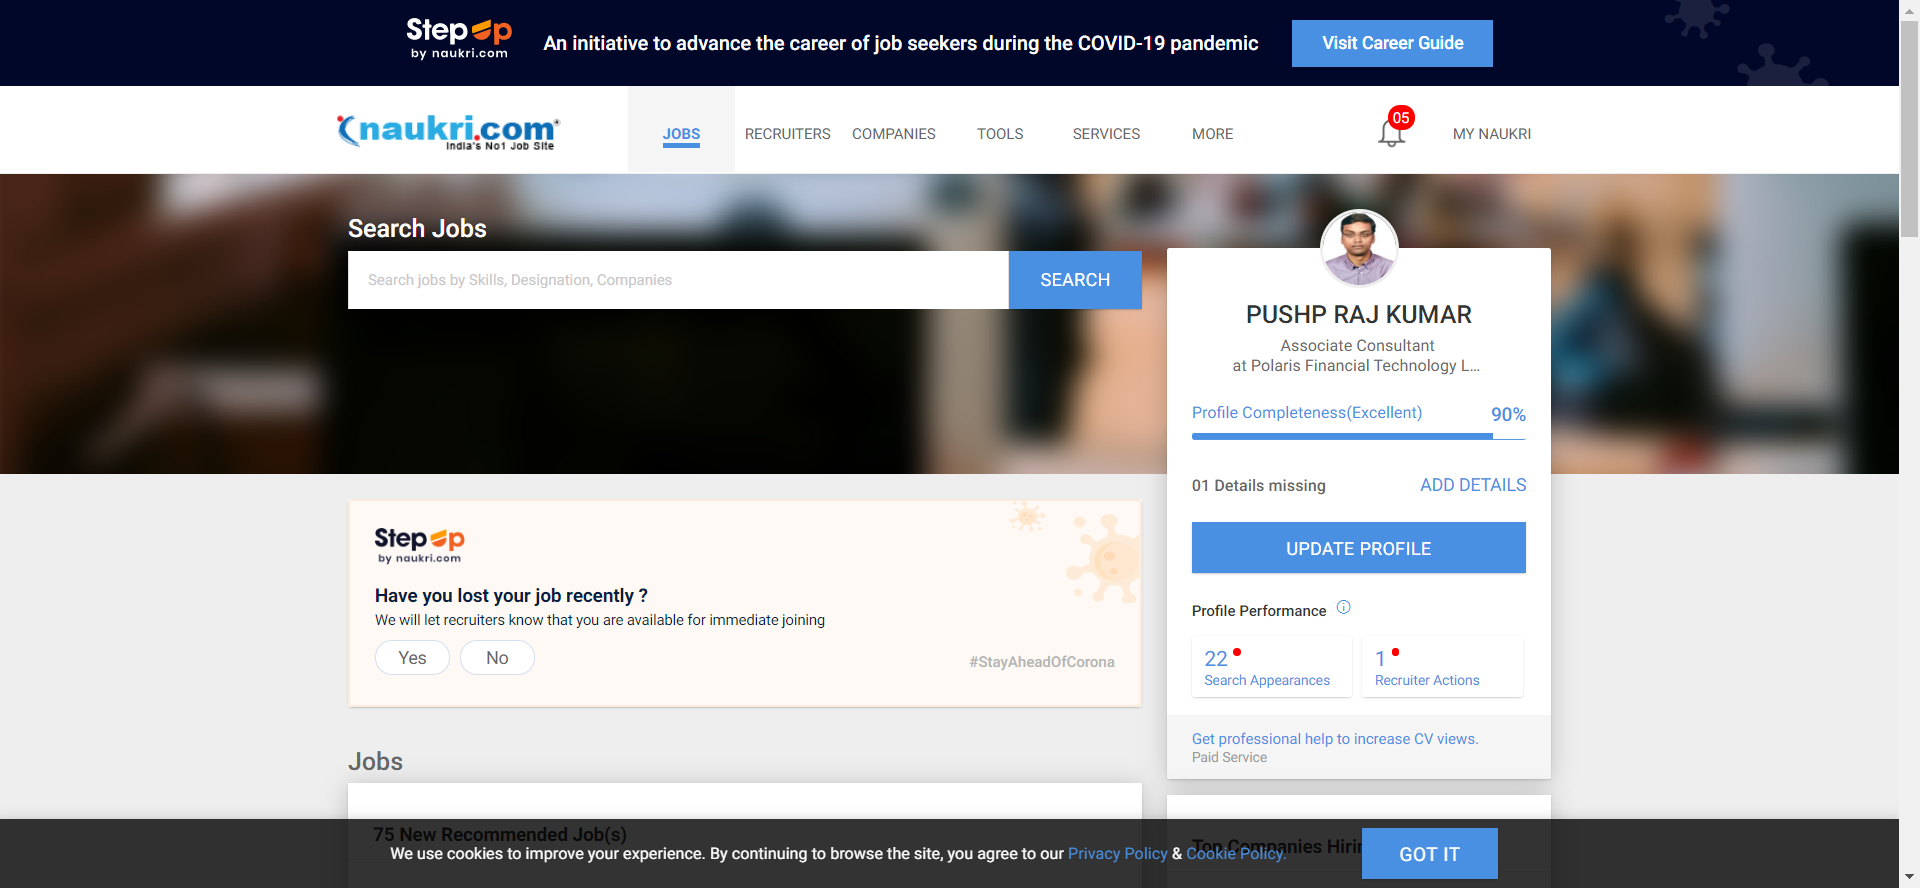 StepUp
by naukri.com
An initiative to advance the career of job seekers during the COVID-19 pandemic
Visit Career Guide
naukri.com
India's No1 Job Site
JOBS
RECRUITERS
COMPANIES
TOOLS
SERVICES
MORE
05
MY NAUKRI
Search Jobs
Search jobs by Skills, Designation, Companies
SEARCH
PUSHP RAJ KUMAR
Associate Consultant
at Polaris Financial Technology L...
Profile Completeness(Excellent)
90%
01 Details missing
ADD DETAILS
UPDATE PROFILE
Profile Performance
22
Search Appearances
1
Recruiter Actions
Get professional help to increase CV views.
Paid Service
StepUp
by naukri.com
Have you lost your job recently ?
We will let recruiters know that you are available for immediate joining
Yes
No
#StayAheadOfCorona
Jobs
75 New Recommended Job(s)
Top Companies Hirin
We use cookies to improve your experience. By continuing to browse the site, you agree to our Privacy Policy & Cookie Policy.
GOT IT